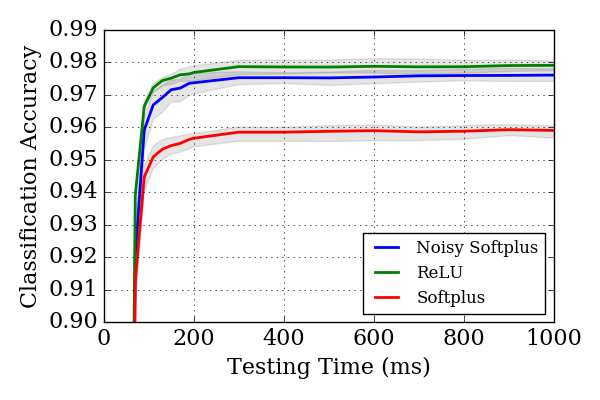 Classification Accuracy
0.99
0.98
0.97
0.96
0.95
0.94
0.93
0.92
0.91
0.90
Noisy Softplus
ReLU
Softplus
0 200 400 600 800 1000
Testing Time (ms)